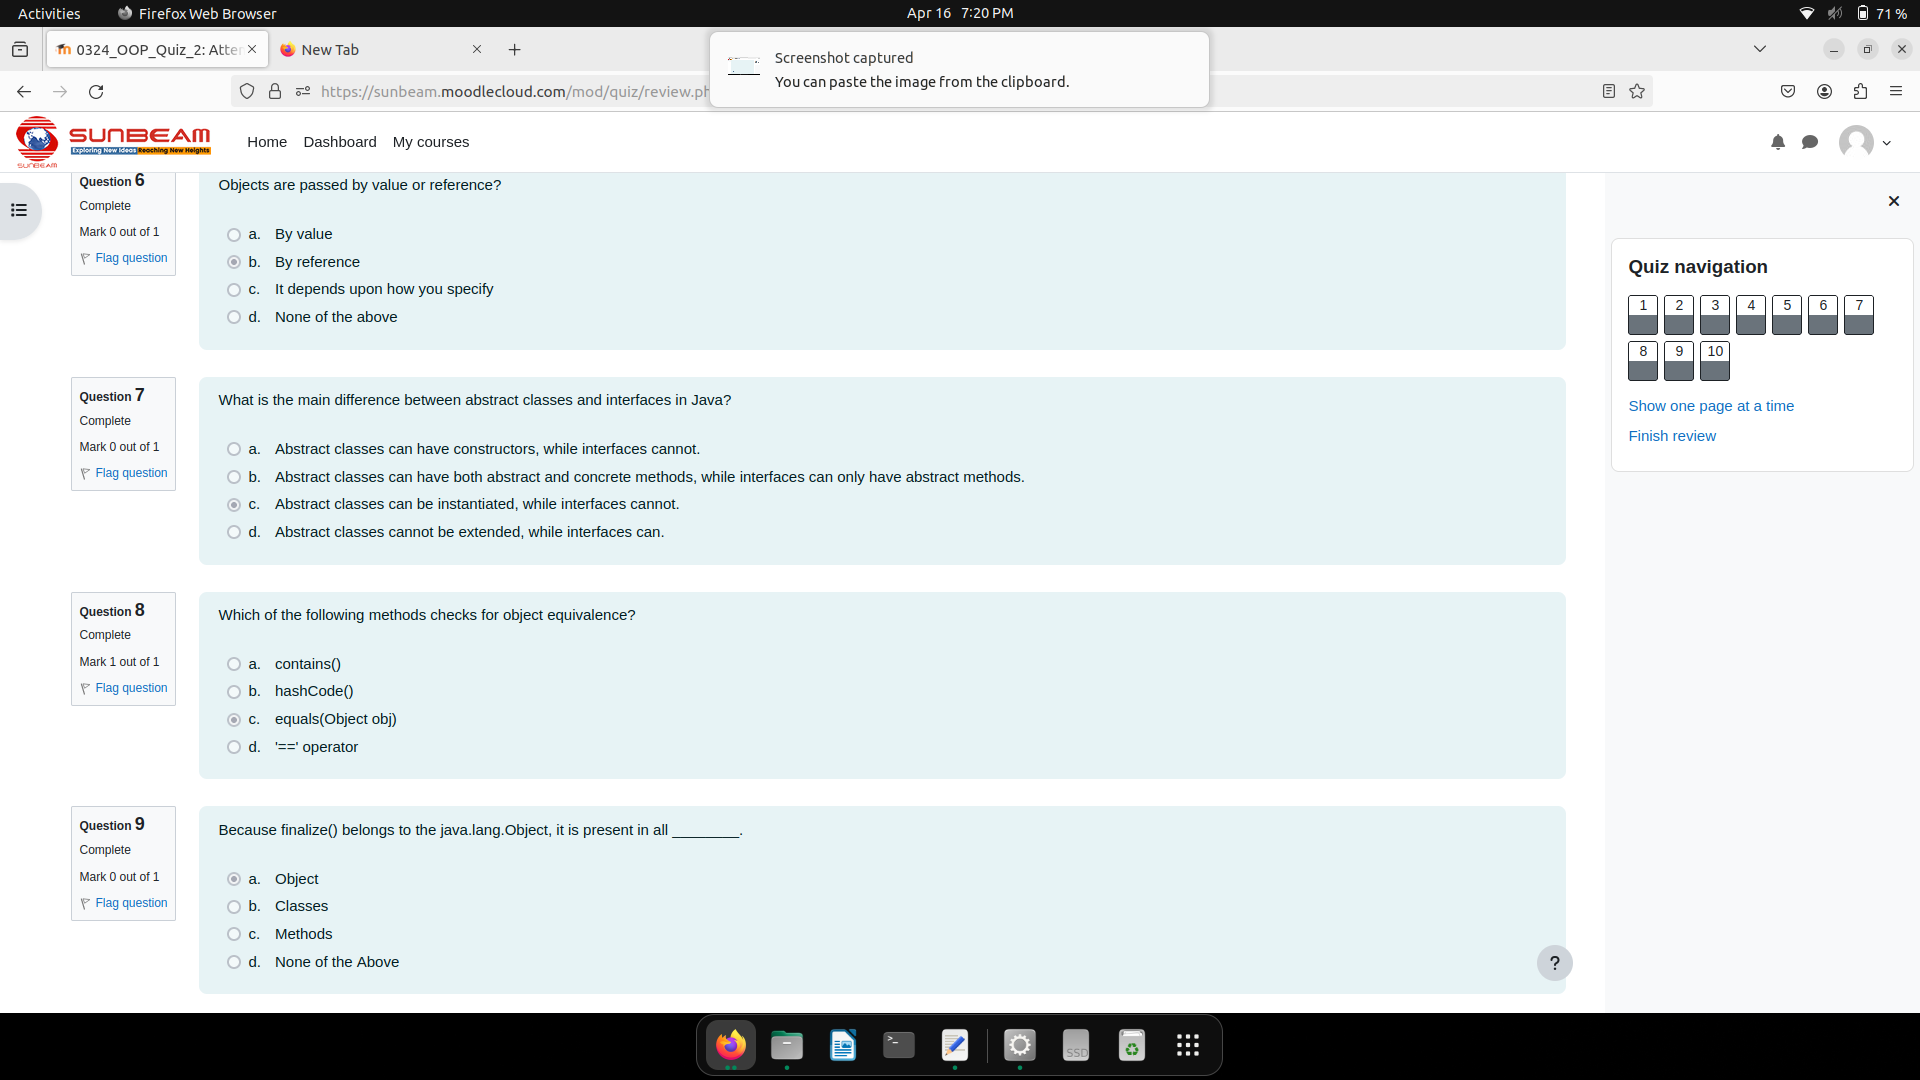 Activities
Firefox Web Browser
Apr 16 7:20 PM
71 %
0324_OOP_Quiz_2: Atte
New Tab
Screenshot captured
You can paste the image from the clipboard.
https://sunbeam.moodlecloud.com/mod/quiz/review.ph
SUNBEAM
Exploring New Ideas Reaching New Heights
SUNBEAM
Home
Dashboard
My courses
Question 6
Complete
Mark 0 out of 1
Flag question
Objects are passed by value or reference?
a. By value
b. By reference
c. It depends upon how you specify
d. None of the above
Question 7
Complete
Mark 0 out of 1
Flag question
What is the main difference between abstract classes and interfaces in Java?
a. Abstract classes can have constructors, while interfaces cannot.
b. Abstract classes can have both abstract and concrete methods, while interfaces can only have abstract methods.
c. Abstract classes can be instantiated, while interfaces cannot.
d. Abstract classes cannot be extended, while interfaces can.
Question 8
Complete
Mark 1 out of 1
Flag question
Which of the following methods checks for object equivalence?
a. contains()
b. hashCode()
c. equals(Object obj)
d. '==' operator
Question 9
Complete
Mark 0 out of 1
Flag question
Because finalize() belongs to the java.lang.Object, it is present in all ________.
a. Object
b. Classes
c. Methods
d. None of the Above
Quiz navigation
1 2 3 4 5 6 7
8 9 10
Show one page at a time
Finish review
?
SSD